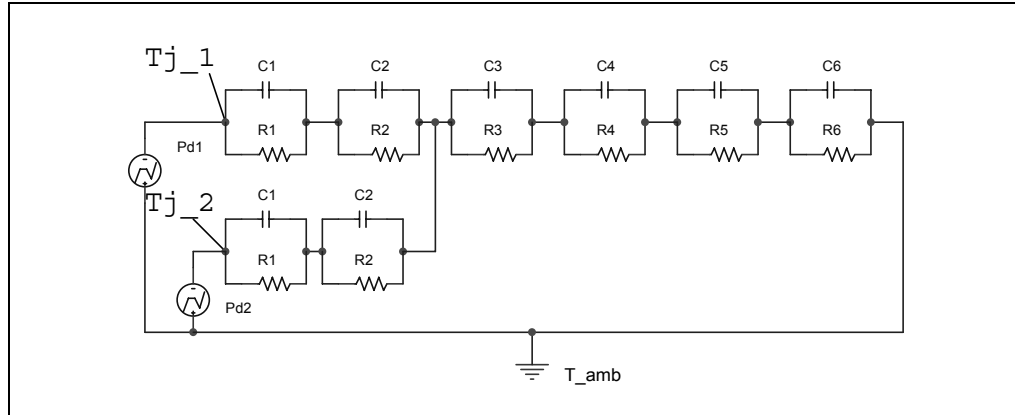 Tj_1
C1 C2 C3 C4 C5 C6
R1 R2 R3 R4 R5 R6
Pd1
Tj_2
C1 C2
R1 R2
Pd2
T_amb